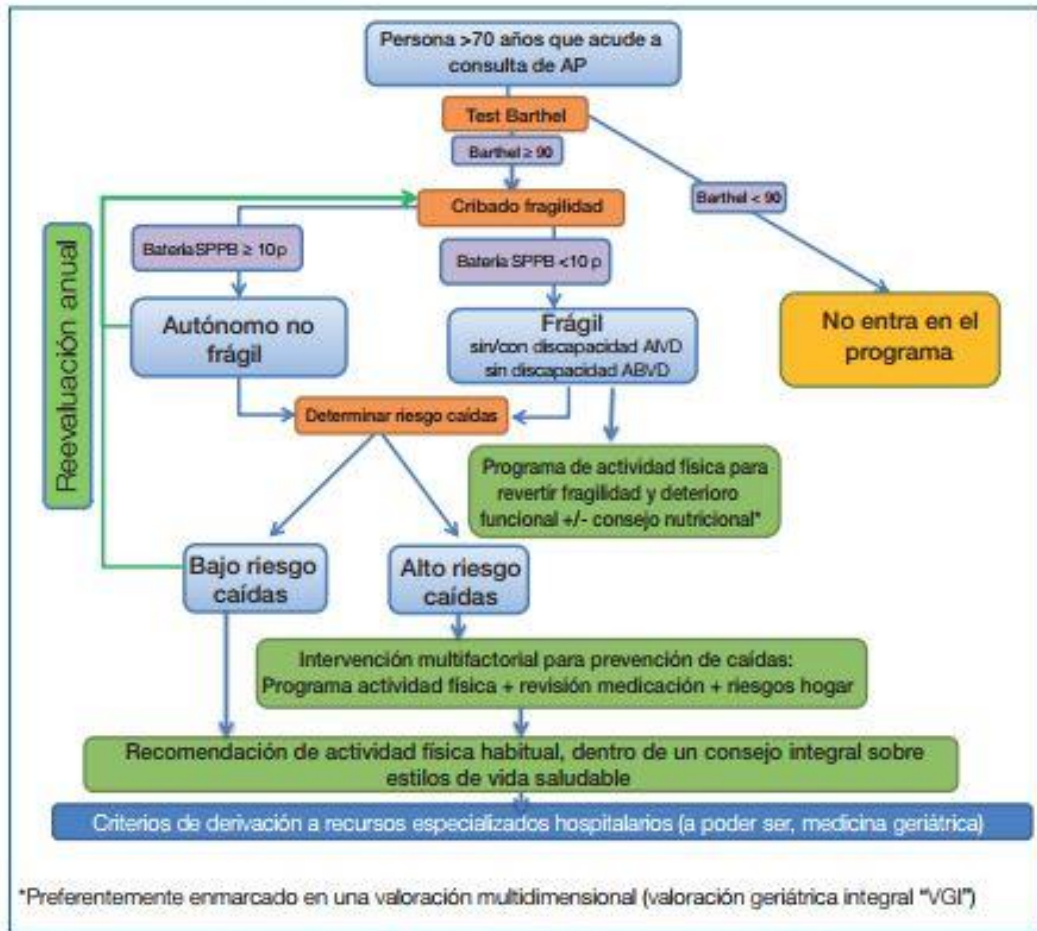 Persona >70 años que acude a
consulta de AP
Test Barthel
Barthel ≥ 90
Barthel < 90
Cribado fragilidad
Reevaluación anual
Batería SPPB ≥ 10 p
Batería SPPB <10 p
Autónomo no
frágil
Frágil
sin/con discapacidad AIVD
sin discapacidad ABVD
No entra en el
programa
Determinar riesgo caídas
Programa de actividad física para
revertir fragilidad y deterioro
funcional +/- consejo nutricional*
Bajo riesgo
caídas
Alto riesgo
caídas
Intervención multifactorial para prevención de caídas:
Programa actividad física + revisión medicación + riesgos hogar
Recomendación de actividad física habitual, dentro de un consejo integral sobre
estilos de vida saludable
Criterios de derivación a recursos especializados hospitalarios (a poder ser, medicina geriátrica)
*Preferentemente enmarcado en una valoración multidimensional (valoración geriátrica integral “VGI”)